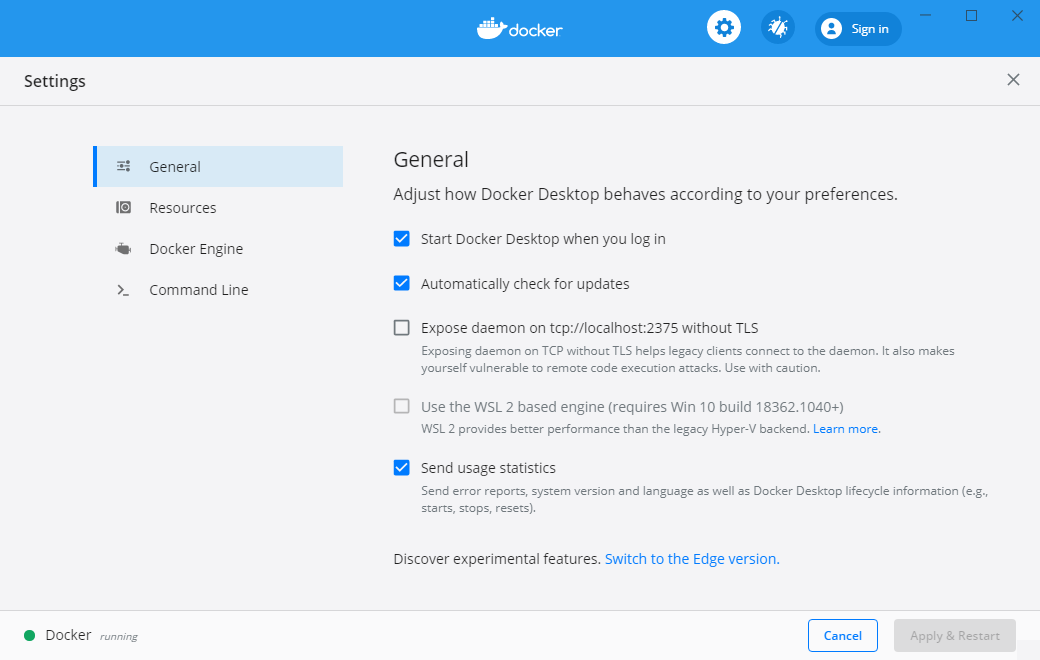 docker
Sign in
Settings
General
Resources
Docker Engine
Command Line
General
Adjust how Docker Desktop behaves according to your preferences.
Start Docker Desktop when you log in
Automatically check for updates
Expose daemon on tcp://localhost:2375 without TLS
Exposing daemon on TCP without TLS helps legacy clients connect to the daemon. It also makes
yourself vulnerable to remote code execution attacks. Use with caution.
Use the WSL 2 based engine (requires Win 10 build 18362.1040+)
WSL 2 provides better performance than the legacy Hyper-V backend. Learn more.
Send usage statistics
Send error reports, system version and language as well as Docker Desktop lifecycle information (e.g.,
starts, stops, resets).
Discover experimental features. Switch to the Edge version.
Docker running
Cancel
Apply & Restart